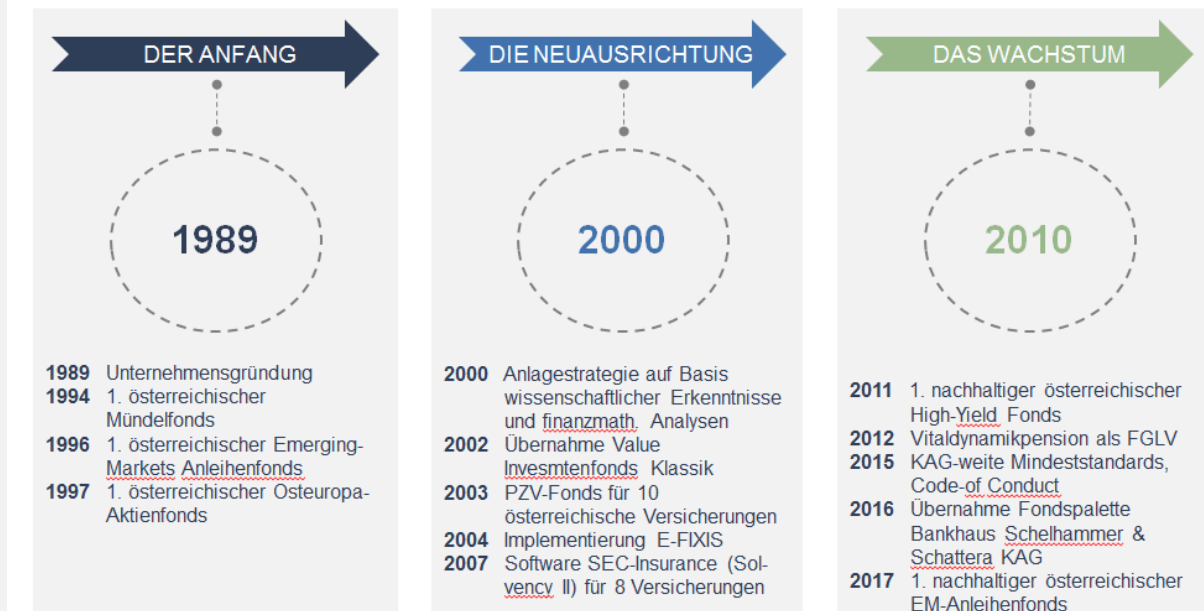 DER ANFANG
1989
1989 Unternehmensgründung
1994 1. österreichischer
Mündelfonds
1996 1. österreichischer Emerging-
Markets Anleihenfonds
1997 1. österreichischer Osteuropa-
Aktienfonds
DIE NEUAUSRICHTUNG
2000
2000 Anlagestrategie auf Basis
wissenschaftlicher Erkenntnisse
und finanzmath. Analysen
2002 Übernahme Value
Invesmtenfonds Klassik
2003 PZV-Fonds für 10
österreichische Versicherungen
2004 Implementierung E-FIXIS
2007 Software SEC-Insurance (Sol-
vency II) für 8 Versicherungen
DAS WACHSTUM
2010
2011 1. nachhaltiger österreichischer
High-Yield Fonds
2012 Vitaldynamikpension als FGLV
2015 KAG-weite Mindeststandards,
Code-of Conduct
2016 Übernahme Fondspalette
Bankhaus Schelhammer &
Schattera KAG
2017 1. nachhaltiger österreichischer
EM-Anleihenfonds